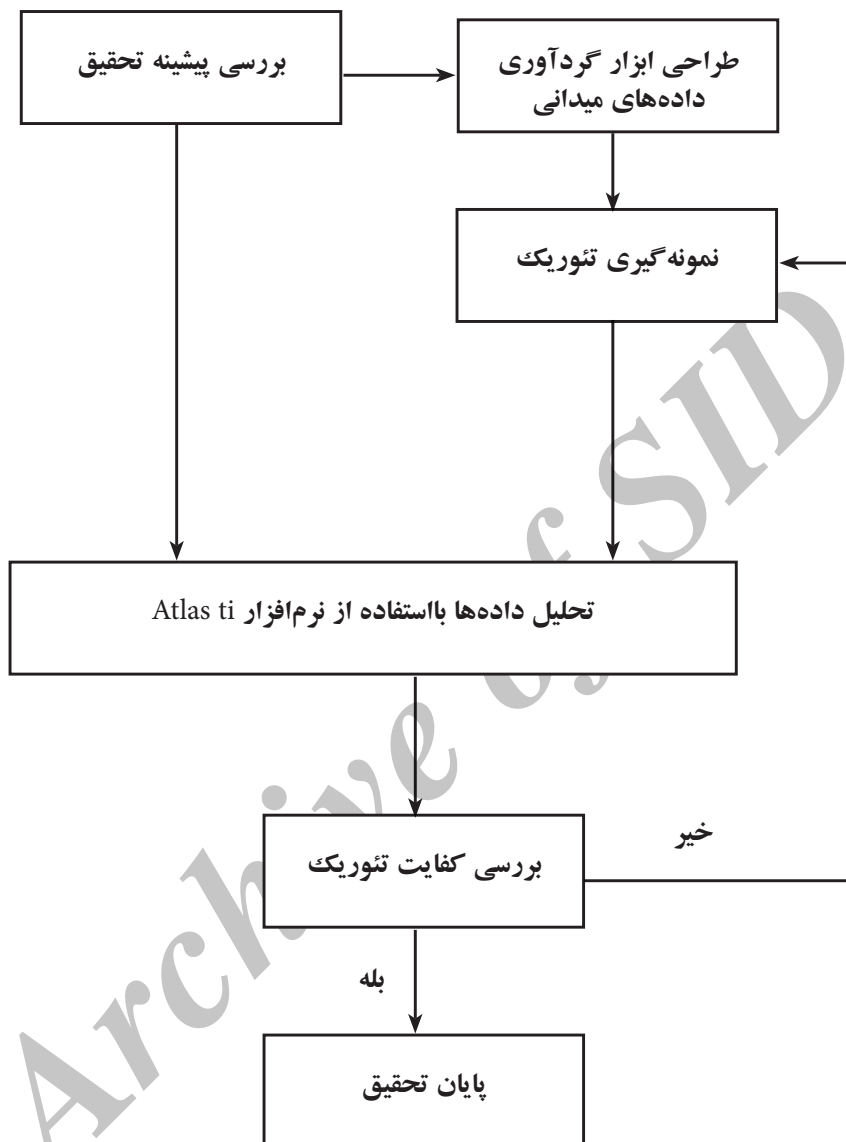 بررسی پیشینه تحقیق
طراحی ابزار گردآوری
داده‌های میدانی
نمونه‌گیری تئوریک
تحلیل داده‌ها بااستفاده از نرم‌افزار Atlas ti
بررسی کفایت تئوریک
خیر
بله
پایان تحقیق
Archive of SID